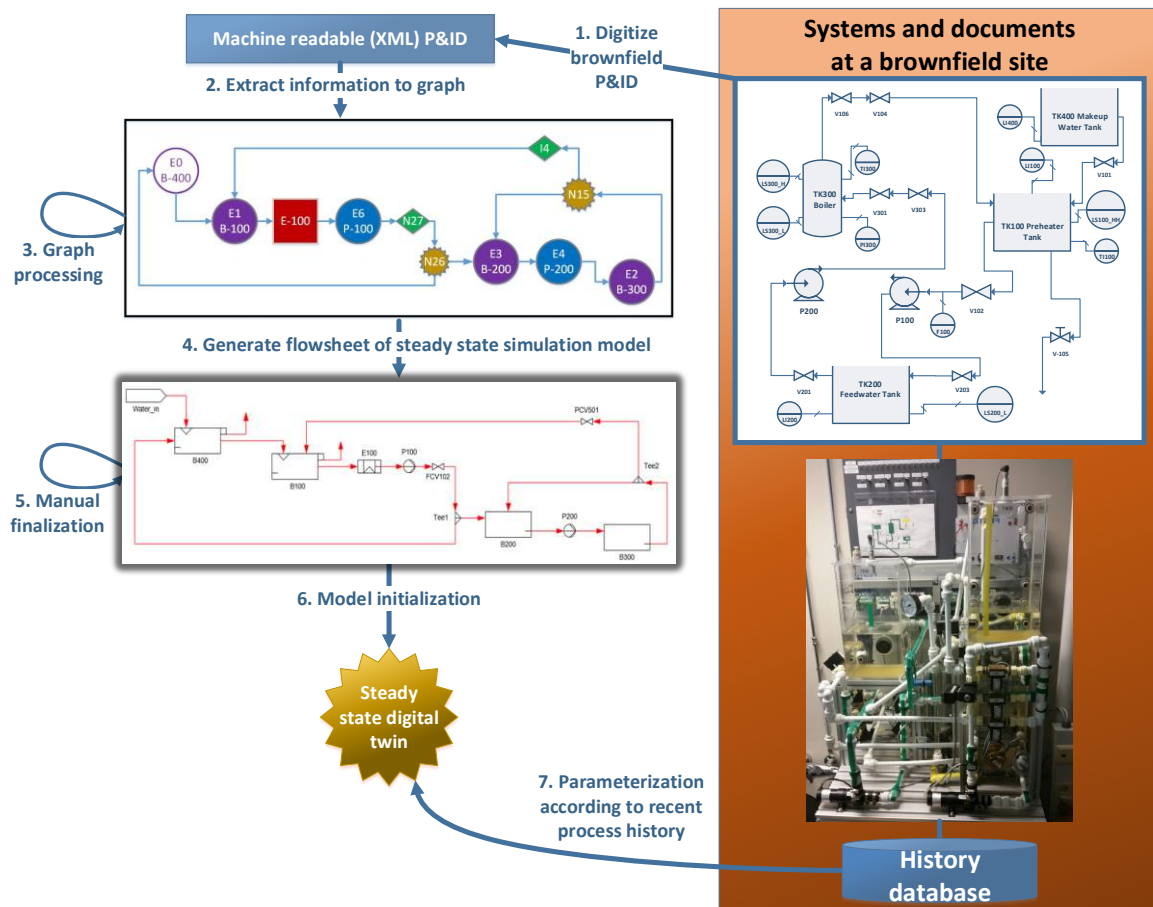 Machine readable (XML) P&ID
1. Digitize
brownfield
P&ID
2. Extract information to graph
Systems and documents
at a brownfield site
E0
B-400
E1
B-100
E-100
E6
P-100
N27
N26
I4
N15
E3
B-200
E4
P-200
E2
B-300
3. Graph
processing
4. Generate flowsheet of steady state simulation model
Water_in
B400
B100
E100
P100
FCV102
PCV501
Tee2
Tee1
B200
P200
B300
5. Manual
finalization
6. Model initialization
Steady
state digital
twin
7. Parameterization
according to recent
process history
V106
V104
LI400
TK400 Makeup
Water Tank
V101
LI100
LS300_H
TI300
TK300
Boiler
V301
V303
LS300_L
PI300
LS100_HH
TK100 Preheater
Tank
TI100
P200
P100
V102
F100
V-105
V201
TK200
Feedwater Tank
V203
LI200
LS200_L
History
database